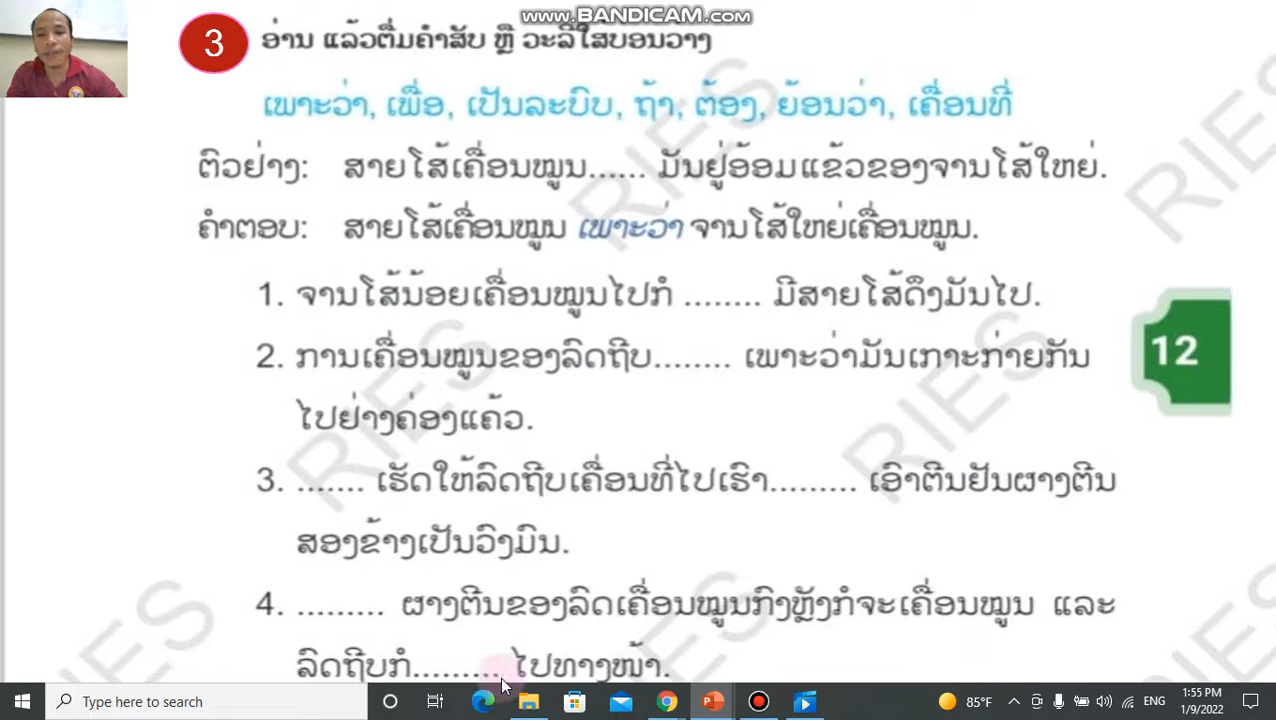 www.BANDICAM.com
3 ອ່ານ ແລ້ວຕື່ມຄຳສັບ ຫຼື ວະລີໃສ່ບອນວ່າງ
ເພາະວ່າ, ເພື່ອ, ເປັນລະບົບ, ຖ້າ, ຕ້ອງ, ຍ້ອນວ່າ, ເຄື່ອນທີ່
ຕົວຢ່າງ: ສາຍໂສ້ເຄື່ອນໝູນ...... ມັນຢູ່ອ້ອມແຂ້ວຂອງຈານໂສ້ໃຫຍ່.
ຄຳຕອບ: ສາຍໂສ້ເຄື່ອນໝູນ ເພາະວ່າ ຈານໂສ້ໃຫຍ່ເຄື່ອນໝູນ.
1. ຈານໂສ້ນ້ອຍເຄື່ອນໝູນໄປກໍ ........ ມີສາຍໂສ້ດຶງມັນໄປ.
2. ການເຄື່ອນໝູນຂອງລົດຖີບ........ ເພາະວ່າມັນເກາະກ່າຍກັນ
ໄປຢ່າງຄ່ອງແຄ້ວ.
12
3. ....... ເຮັດໃຫ້ລົດຖີບເຄື່ອນທີ່ໄປເຮົາ......... ເອົາຕີນຢັນຜາງຕີນ
ສອງຂ້າງເປັນວົງມົນ.
4. ......... ຜາງຕີນຂອງລົດເຄື່ອນໝູນກົງຫຼັງກໍຈະເຄື່ອນໝູນ ແລະ
ລົດຖີບກໍ......... ໄປທາງໜ້າ.
RIES
RIES
RIES
RIES
RIES
RIES
RIES
Type here to search
85°F
ENG
1:55 PM
1/9/2022